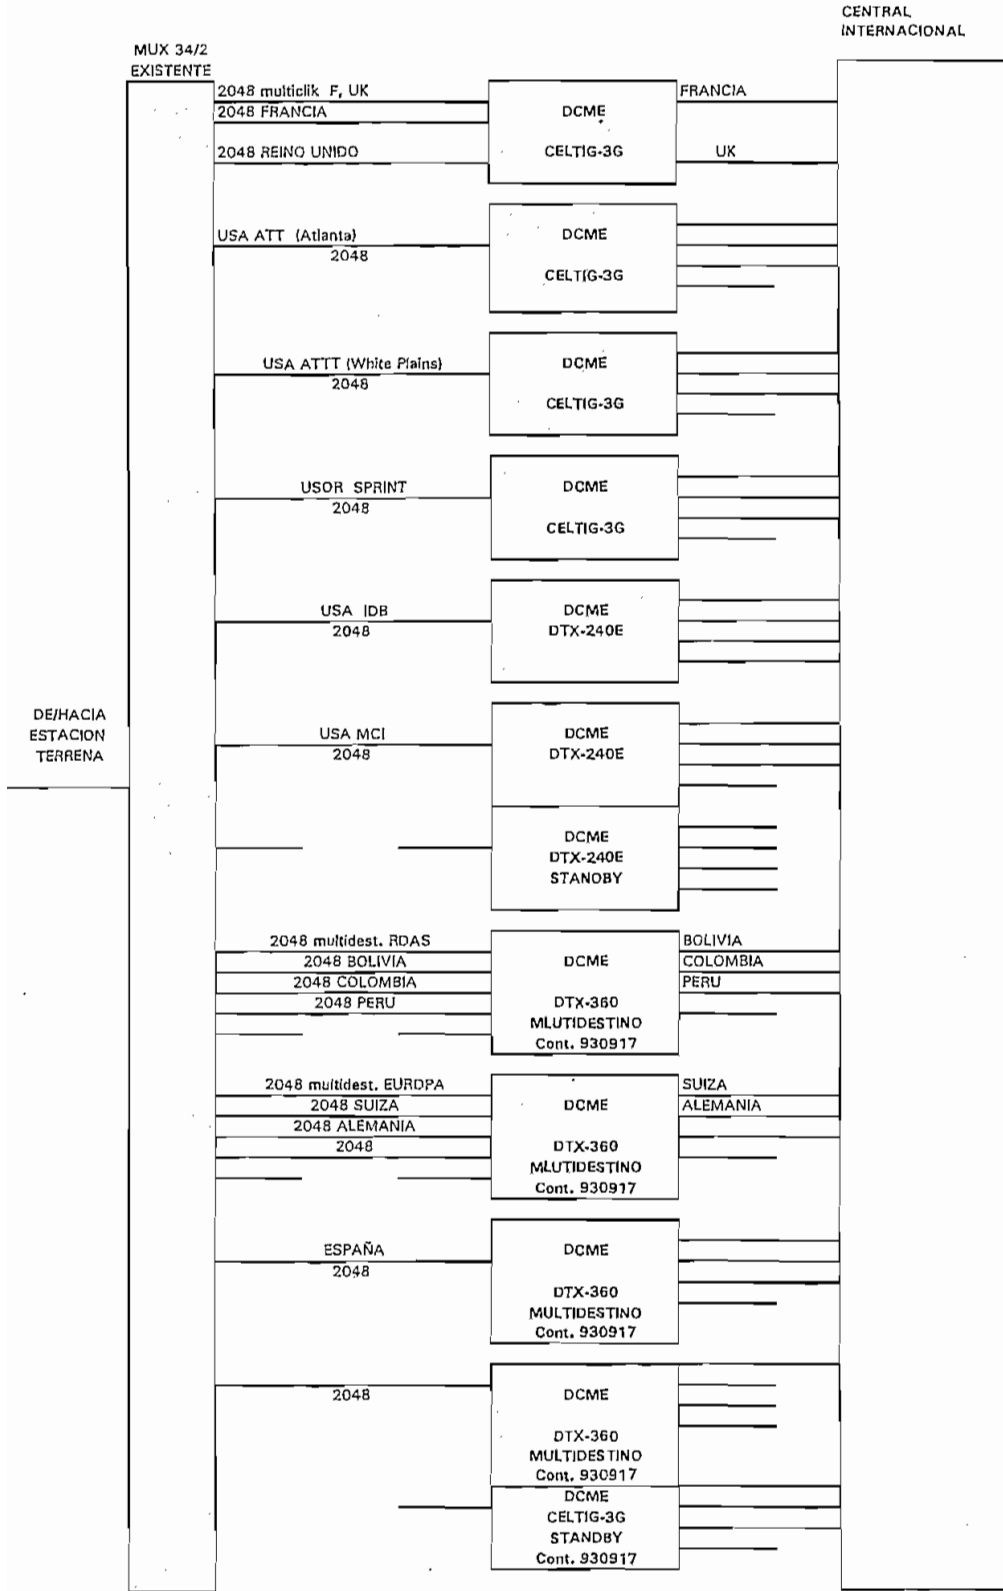 CENTRAL
INTERNACIONAL
MUX 34/2
EXISTENTE
2048 multiclik F, UK
2048 FRANCIA
2048 REINO UNIDO
DCME
CELTIG-3G
FRANCIA
UK
USA ATT (Atlanta)
2048
DCME
CELTIG-3G
USA ATTT (White Plains)
2048
DCME
CELTIG-3G
USOR SPRINT
2048
DCME
CELTIG-3G
USA IDB
2048
DCME
DTX-240E
DE/HACIA
ESTACION
TERRENA
USA MCI
2048
DCME
DTX-240E
DCME
DTX-240E
STANOBY
2048 multidest. RDAS
2048 BOLIVIA
2048 COLOMBIA
2048 PERU
DCME
DTX-360
MLUTIDESTINO
Cont. 930917
BOLIVIA
COLOMBIA
PERU
2048 multidest. EURDPA
2048 SUIZA
2048 ALEMANIA
2048
DCME
DTX-360
MLUTIDESTINO
Cont. 930917
SUIZA
ALEMANIA
ESPAÑA
2048
DCME
DTX-360
MULTIDESTINO
Cont. 930917
2048
DCME
DTX-360
MULTIDESTINO
Cont. 930917
DCME
CELTIG-3G
STANDBY
Cont. 930917